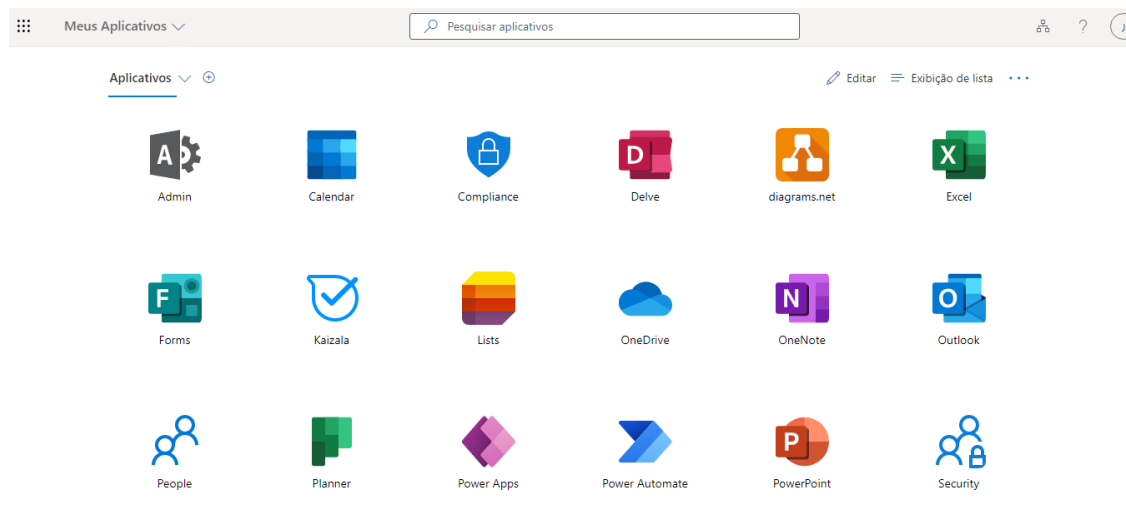 Meus Aplicativos
Pesquisar aplicativos
?
J
Aplicativos
Editar
Exibição de lista
A
D
X
Admin
Calendar
Compliance
Delve
diagrams.net
Excel
F
N
O
Forms
Kaizala
Lists
OneDrive
OneNote
Outlook
P
People
Planner
Power Apps
Power Automate
PowerPoint
Security